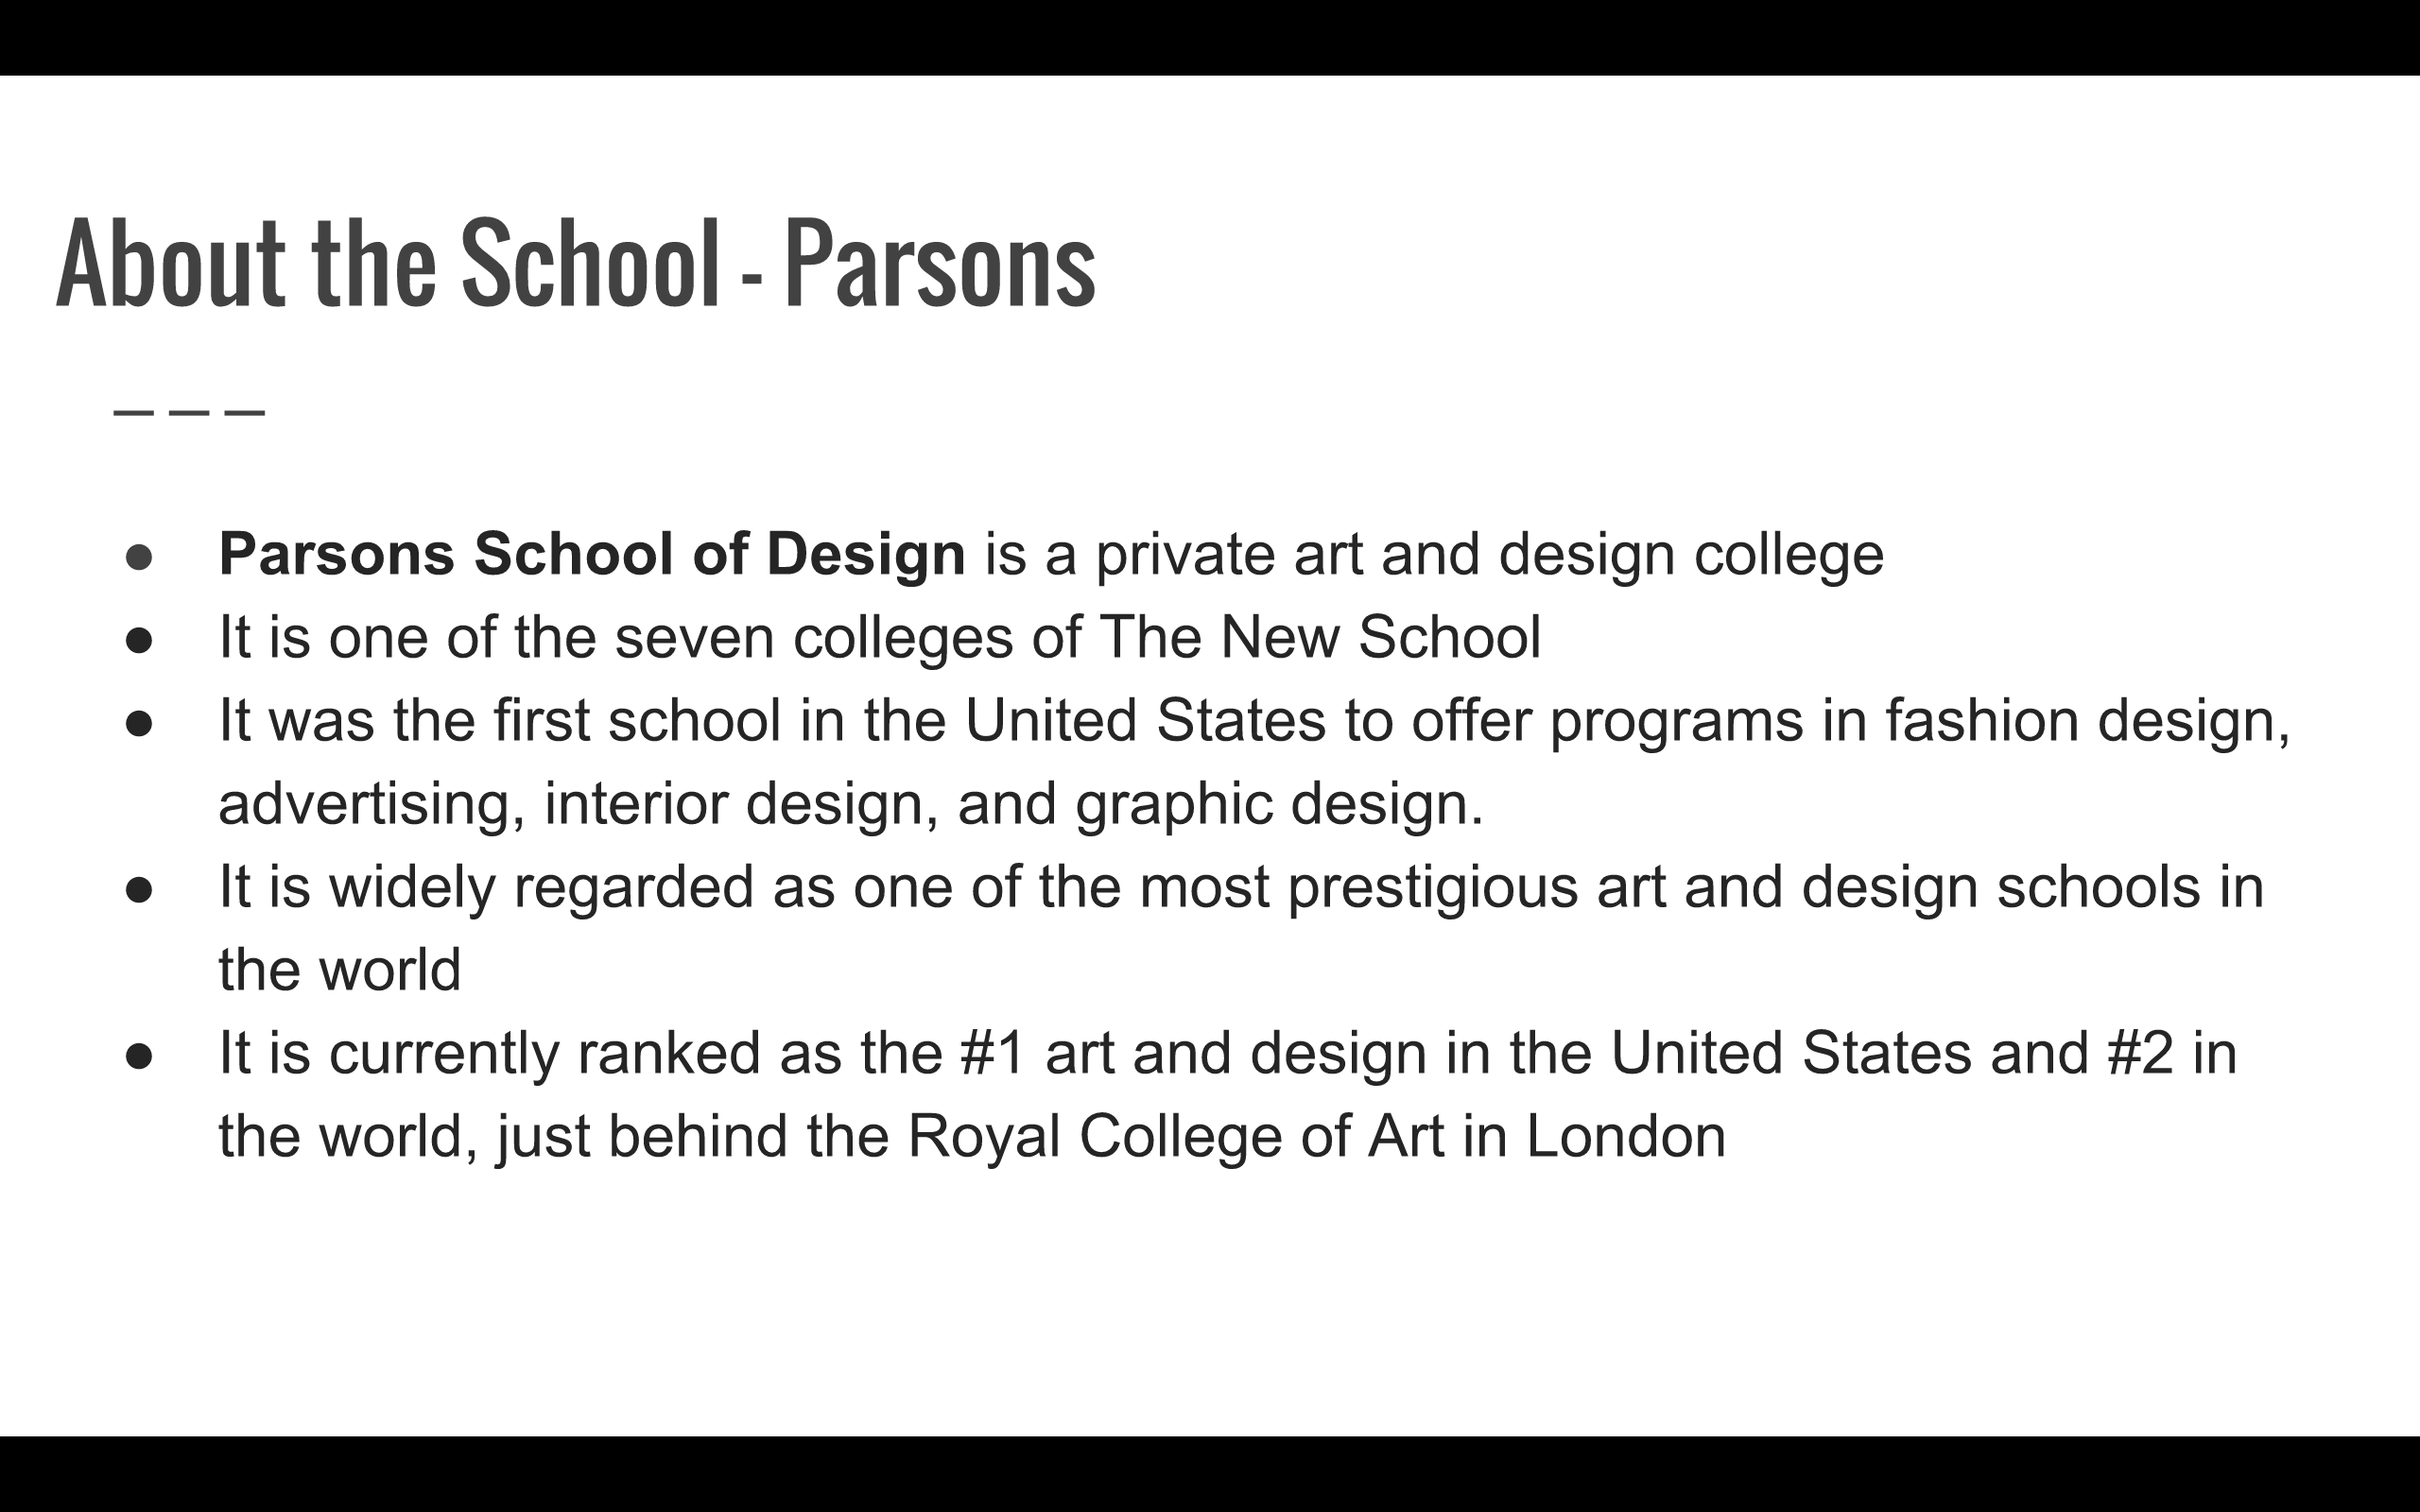 About the School - Parsons
● Parsons School of Design is a private art and design college
● It is one of the seven colleges of The New School
● It was the first school in the United States to offer programs in fashion design,
advertising, interior design, and graphic design.
● It is widely regarded as one of the most prestigious art and design schools in
the world
● It is currently ranked as the #1 art and design in the United States and #2 in
the world, just behind the Royal College of Art in London